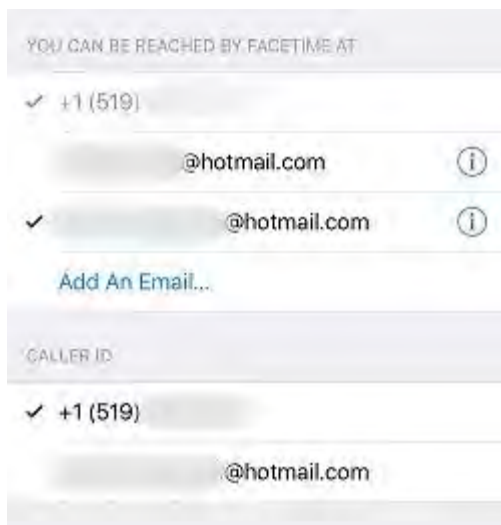 YOU CAN BE REACHED BY FACETIME AT
+1 (519)
@hotmail.com
@hotmail.com
Add An Email...
CALLER ID
+1 (519)
@hotmail.com